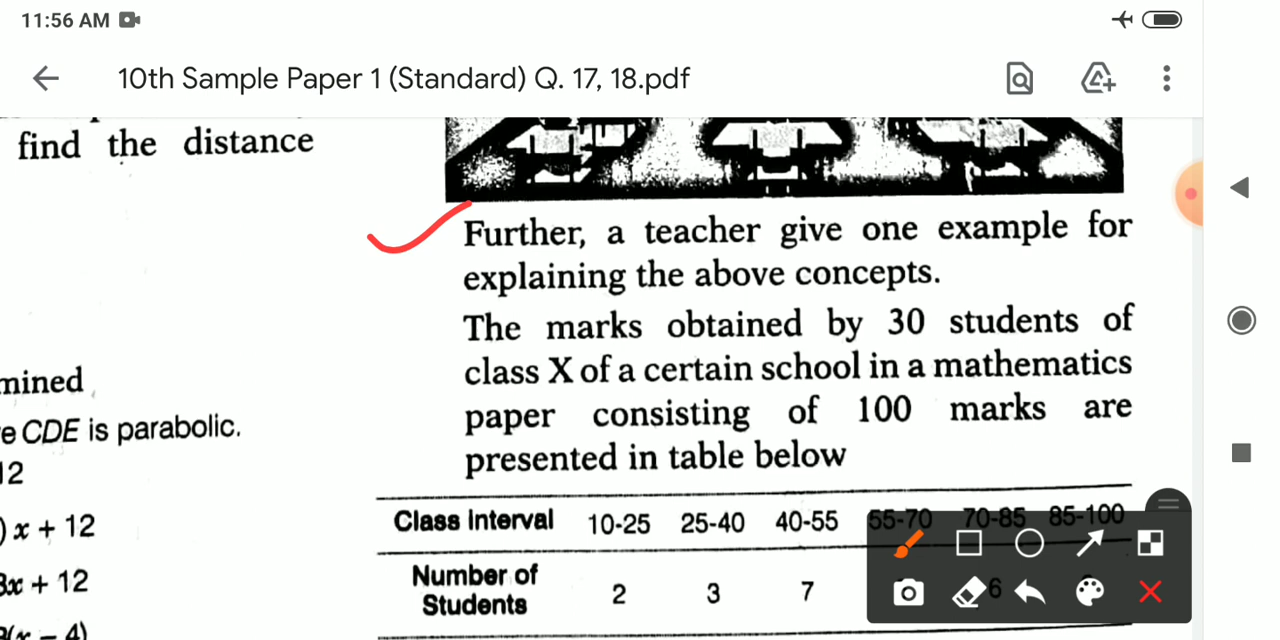 11:56 AM
10th Sample Paper 1 (Standard) Q. 17, 18.pdf
find the distance
mined
e CDE is parabolic.
12
) x + 12
3x + 12
(x − 4)
Further, a teacher give one example for
explaining the above concepts.
The marks obtained by 30 students of
class X of a certain school in a mathematics
paper consisting of 100 marks are
presented in table below
Class Interval 10-25 25-40 40-55 55-70 70-85 85-100
Number of
Students 2 3 7 6